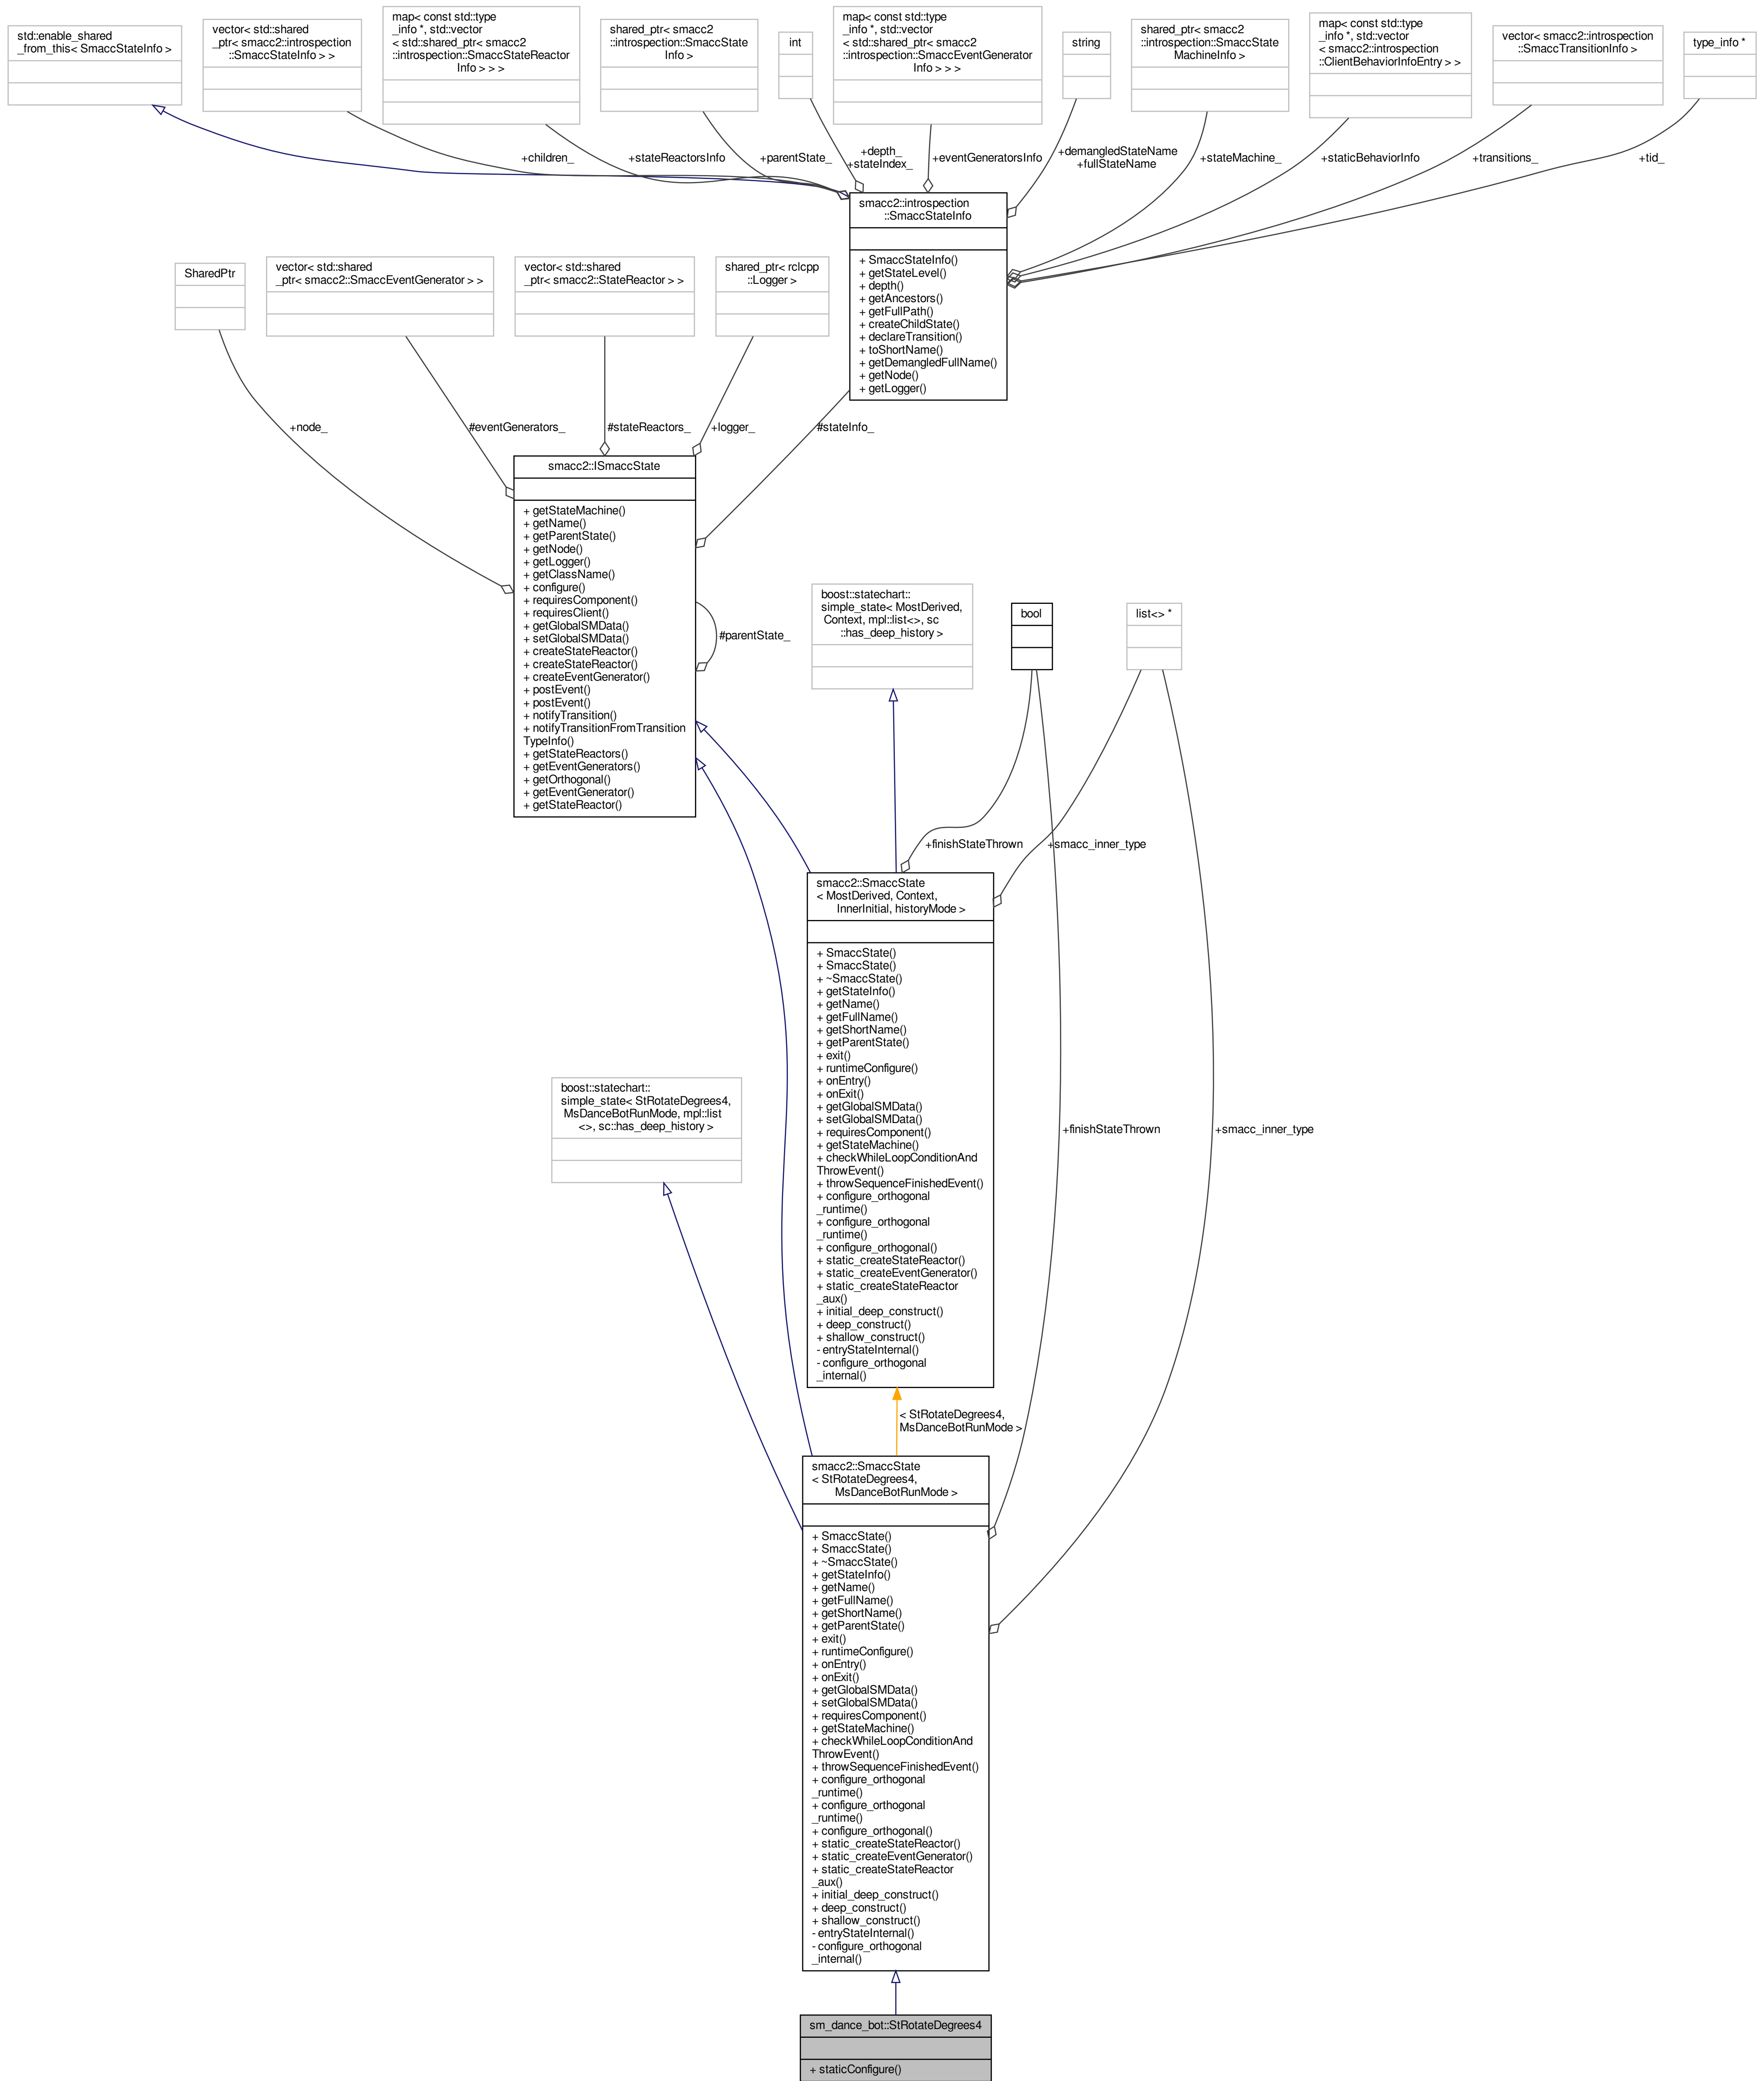 std::enable_shared
_from_this< SmaccStateInfo >
vector< std::shared
_ptr< smacc2::introspection
::SmaccStateInfo > >
map< const std::type
_info *, std::vector
< std::shared_ptr< smacc2
::introspection::SmaccStateReactor
Info > > >
shared_ptr< smacc2
::introspection::SmaccState
Info >
int
map< const std::type
_info *, std::vector
< std::shared_ptr< smacc2
::introspection::SmaccEventGenerator
Info > > >
string
shared_ptr< smacc2
::introspection::SmaccState
MachineInfo >
map< const std::type
_info *, std::vector
< smacc2::introspection
::ClientBehaviorInfoEntry > >
vector< smacc2::introspection
::SmaccTransitionInfo >
type_info *
+children_
+stateReactorsInfo
+parentState_
+depth_
+stateIndex_
+eventGeneratorsInfo
+demangledStateName
+fullStateName
+stateMachine_
+staticBehaviorInfo
+transitions_
+tid_
smacc2::introspection
::SmaccStateInfo
+ SmaccStateInfo()
+ getStateLevel()
+ depth()
+ getAncestors()
+ getFullPath()
+ createChildState()
+ declareTransition()
+ toShortName()
+ getDemangledFullName()
+ getNode()
+ getLogger()
SharedPtr
vector< std::shared
_ptr< smacc2::SmaccEventGenerator > >
vector< std::shared
_ptr< smacc2::StateReactor > >
shared_ptr< rclcpp
::Logger >
+node_
#eventGenerators_
#stateReactors_
+logger_
#stateInfo_
smacc2::ISmaccState
+ getStateMachine()
+ getName()
+ getParentState()
+ getNode()
+ getLogger()
+ getClassName()
+ configure()
+ requiresComponent()
+ requiresClient()
+ getGlobalSMData()
+ setGlobalSMData()
+ createStateReactor()
+ createStateReactor()
+ createEventGenerator()
+ postEvent()
+ postEvent()
+ notifyTransition()
+ notifyTransitionFromTransition
TypeInfo()
+ getStateReactors()
+ getEventGenerators()
+ getOrthogonal()
+ getEventGenerator()
+ getStateReactor()
#parentState_
boost::statechart::
simple_state< MostDerived,
Context, mpl::list<>, sc
::has_deep_history >
bool
list<> *
+finishStateThrown
+smacc_inner_type
smacc2::SmaccState
< MostDerived, Context,
InnerInitial, historyMode >
+ SmaccState()
+ SmaccState()
+ ~SmaccState()
+ getStateInfo()
+ getName()
+ getFullName()
+ getShortName()
+ getParentState()
+ exit()
+ runtimeConfigure()
+ onEntry()
+ onExit()
+ getGlobalSMData()
+ setGlobalSMData()
+ requiresComponent()
+ getStateMachine()
+ checkWhileLoopConditionAnd
ThrowEvent()
+ throwSequenceFinishedEvent()
+ configure_orthogonal
_runtime()
+ configure_orthogonal
_runtime()
+ configure_orthogonal()
+ static_createStateReactor()
+ static_createEventGenerator()
+ static_createStateReactor
_aux()
+ initial_deep_construct()
+ deep_construct()
+ shallow_construct()
- entryStateInternal()
- configure_orthogonal
_internal()
boost::statechart::
simple_state< StRotateDegrees4,
MsDanceBotRunMode, mpl::list
<>, sc::has_deep_history >
+finishStateThrown
+smacc_inner_type
< StRotateDegrees4,
MsDanceBotRunMode >
smacc2::SmaccState
< StRotateDegrees4,
MsDanceBotRunMode >
+ SmaccState()
+ SmaccState()
+ ~SmaccState()
+ getStateInfo()
+ getName()
+ getFullName()
+ getShortName()
+ getParentState()
+ exit()
+ runtimeConfigure()
+ onEntry()
+ onExit()
+ getGlobalSMData()
+ setGlobalSMData()
+ requiresComponent()
+ getStateMachine()
+ checkWhileLoopConditionAnd
ThrowEvent()
+ throwSequenceFinishedEvent()
+ configure_orthogonal
_runtime()
+ configure_orthogonal
_runtime()
+ configure_orthogonal()
+ static_createStateReactor()
+ static_createEventGenerator()
+ static_createStateReactor
_aux()
+ initial_deep_construct()
+ deep_construct()
+ shallow_construct()
- entryStateInternal()
- configure_orthogonal
_internal()
sm_dance_bot::StRotateDegrees4
+ staticConfigure()